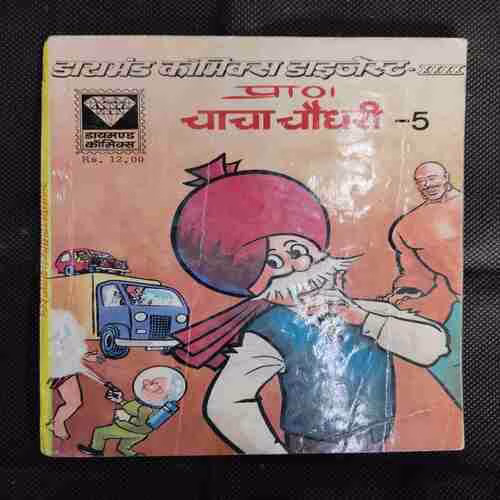 डायमंड कॉमिक्स डाइजेस्ट-
प्राण
चाचा चौधरी -5
डायमण्ड
कॉमिक्स
Rs. 12,00